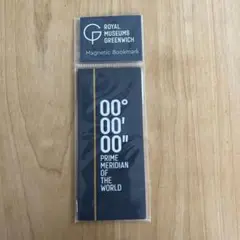 ROYAL
MUSEUMS
GREENWICH
Magnetic Bookmark
00°
00'
00"
PRIME
MERIDIAN
OF THE
WORLD